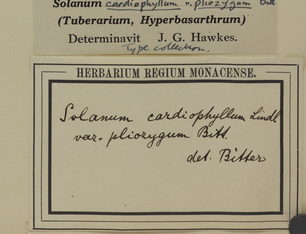 Solanum cardiophyllum v. pliozygum Bitt
(Tuberarium, Hyperbasarthrum)
Determinavit J. G. Hawkes.
Type collection.
HERBARIUM REGIUM MONACENSE.
Solanum cardiophyllum Lindl
var. pliozygum Bitt.
det. Bitter